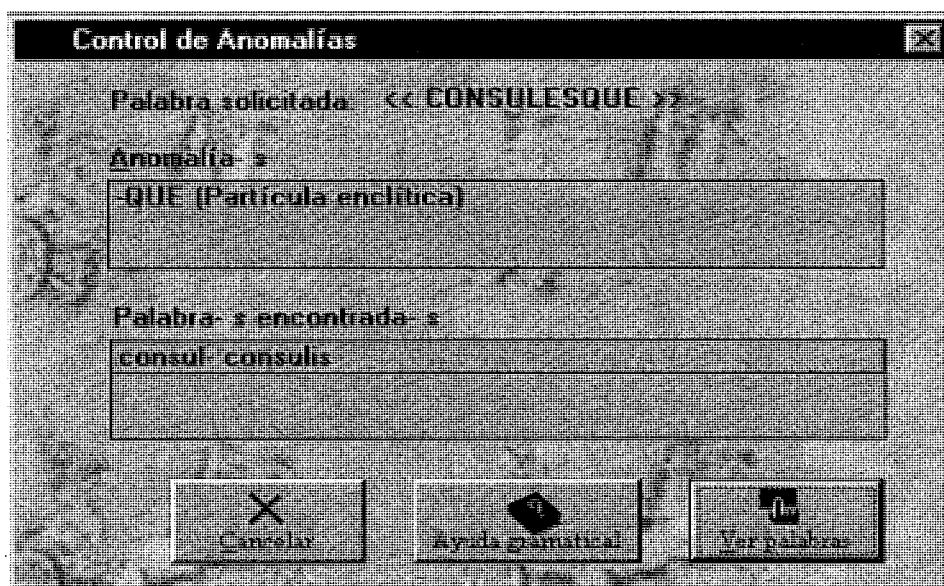 Control de Anomalías
Palabra solicitada: << CONSULESQUE >>
Anomalía- s
-QUE (Partícula enclítica)
Palabra- s encontrada- s
consul- consulis
Cancelar Ayuda gramatical Ver palabras